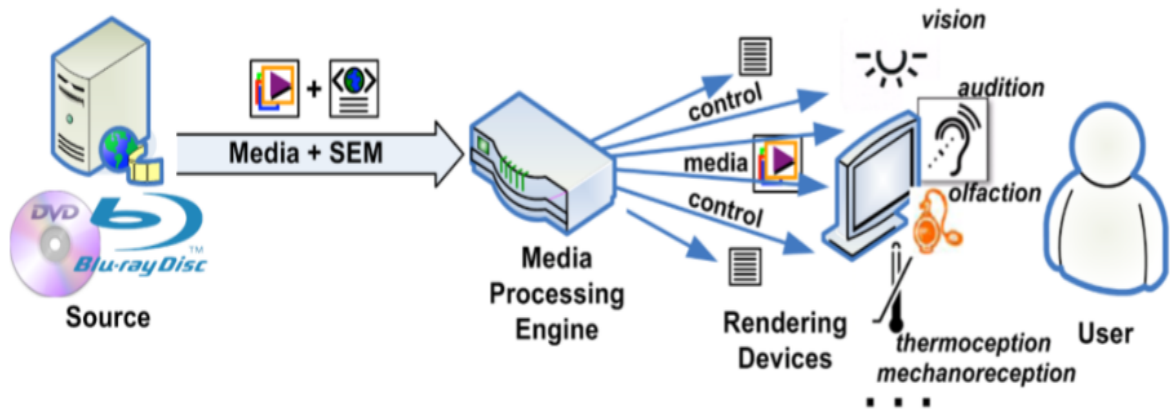 vision
audition
control
Media + SEM
media
olfaction
control
DVD
Blu-ray Disc
TM
Source
Media
Processing
Engine
Rendering
Devices
User
thermoception
mechanoreception
...